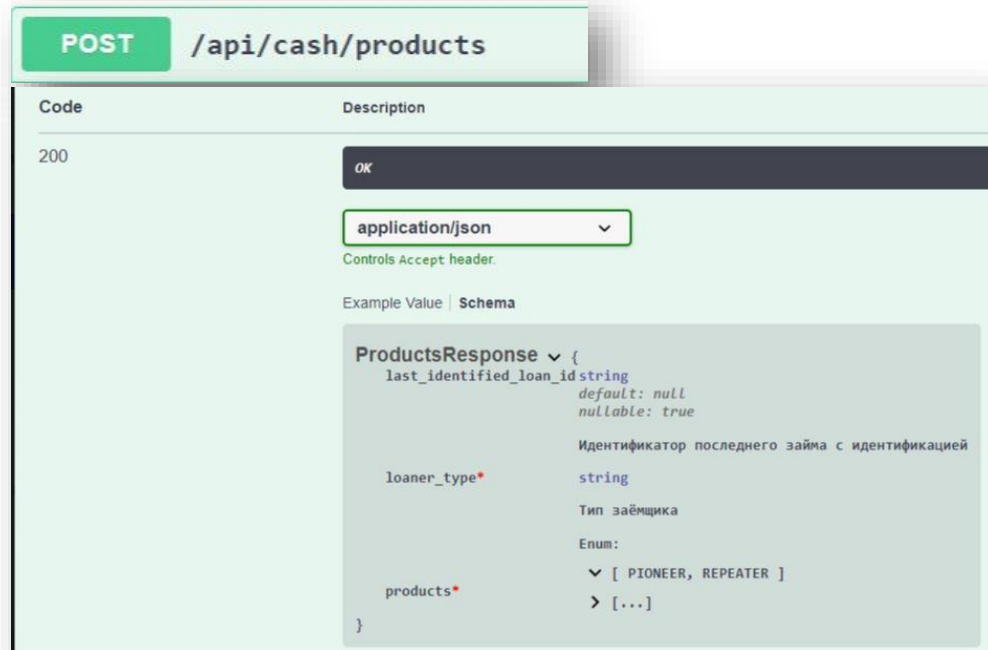 POST /api/cash/products
Code Description
200 OK
application/json
Controls Accept header.
Example Value | Schema
ProductsResponse {
last_identified_loan_id string
default: null
nullable: true
Идентификатор последнего займа с идентификацией
loaner_type* string
Тип заёмщика
Enum:
[ PIONEER, REPEATER ]
products* [...]
}